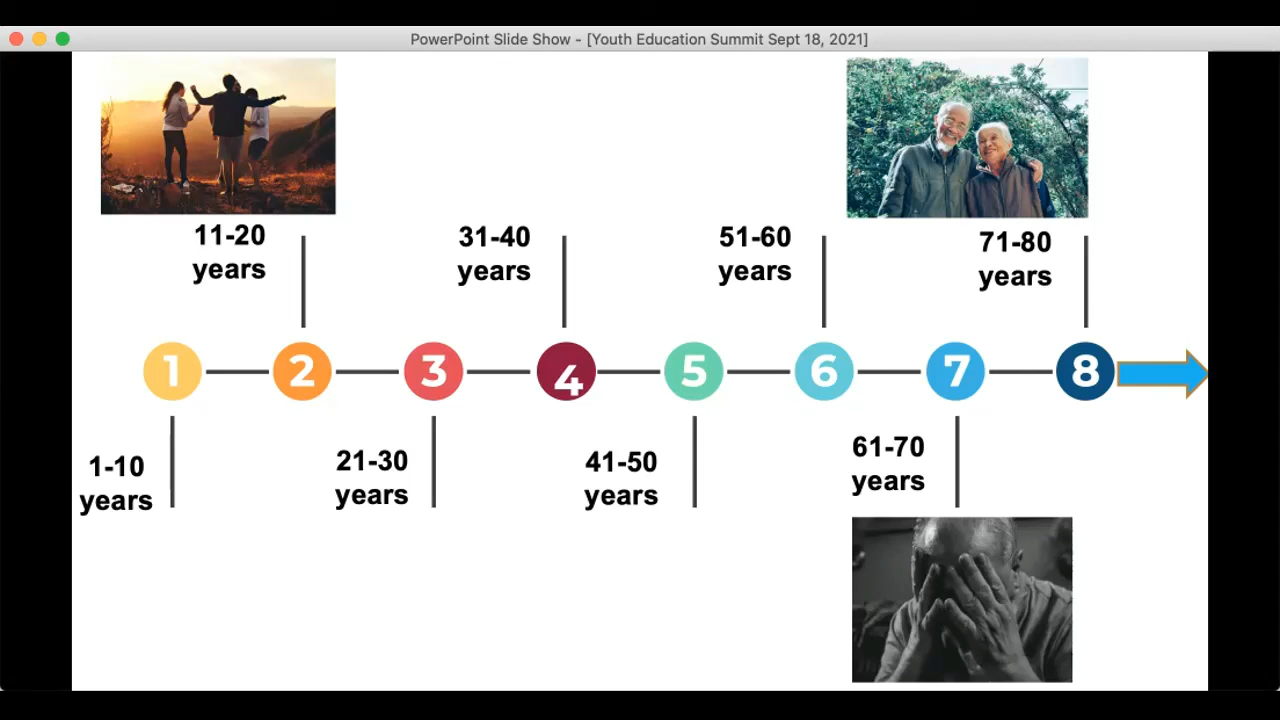 PowerPoint Slide Show - [Youth Education Summit Sept 18, 2021]
11-20
years
31-40
years
51-60
years
71-80
years
1
2
3
4
5
6
7
8
1-10
years
21-30
years
41-50
years
61-70
years